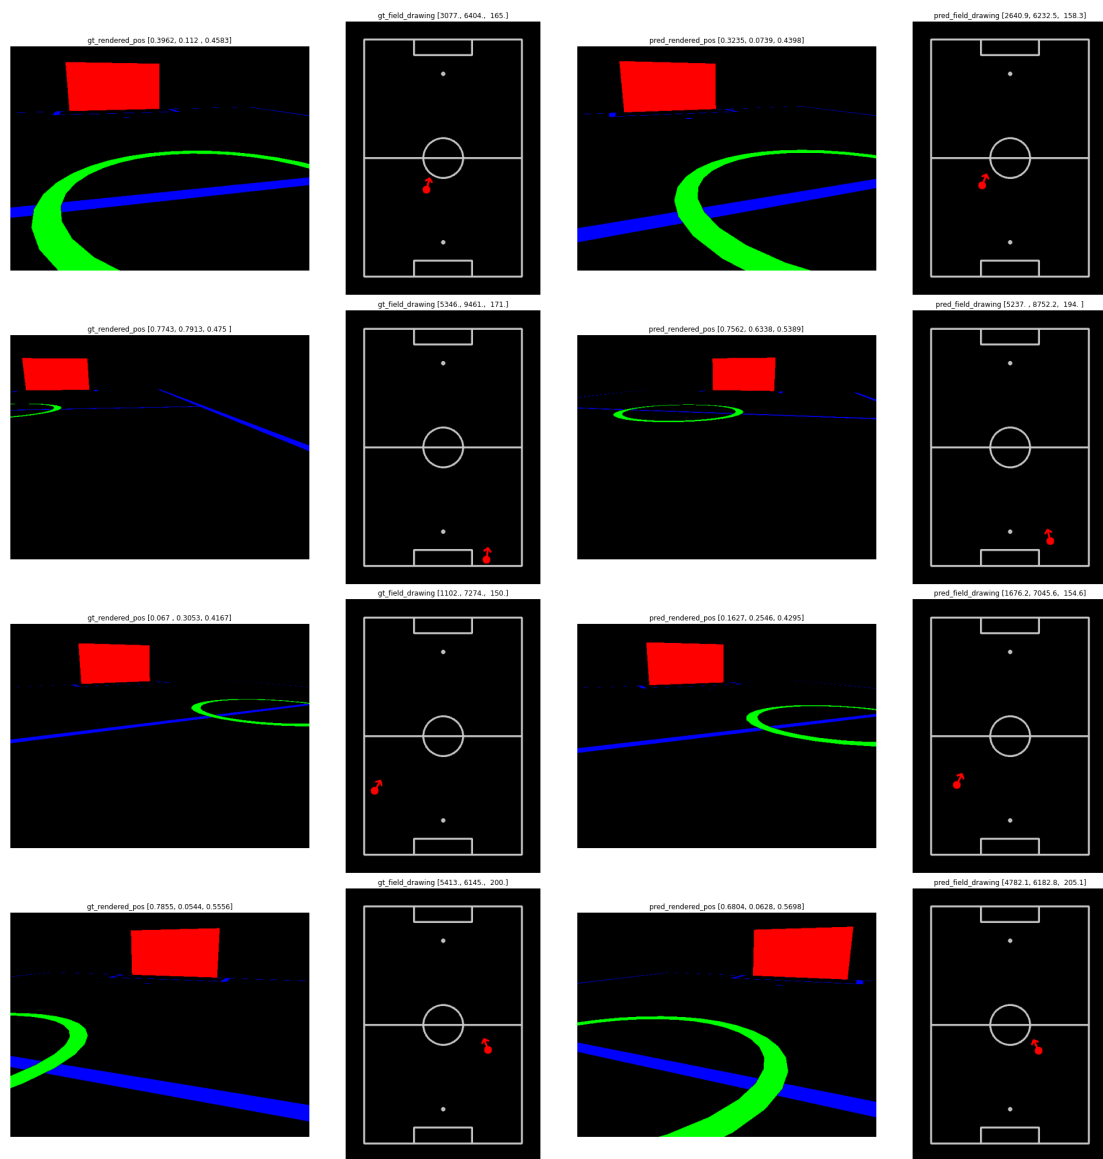 gt_rendered_pos [0.3962, 0.112 , 0.4583]
gt_field_drawing [3077., 6404.,  165.]
pred_rendered_pos [0.3235, 0.0739, 0.4398]
pred_field_drawing [2640.9, 6232.5,  158.3]
gt_rendered_pos [0.7743, 0.7913, 0.475 ]
gt_field_drawing [5346., 9461.,  171.]
pred_rendered_pos [0.7562, 0.6338, 0.5389]
pred_field_drawing [5237. , 8752.2,  194. ]
gt_rendered_pos [0.067 , 0.3053, 0.4167]
gt_field_drawing [1102., 7274.,  150.]
pred_rendered_pos [0.1627, 0.2546, 0.4295]
pred_field_drawing [1676.2, 7045.6,  154.6]
gt_rendered_pos [0.7855, 0.0544, 0.5556]
gt_field_drawing [5413., 6145.,  200.]
pred_rendered_pos [0.6804, 0.0628, 0.5698]
pred_field_drawing [4782.1, 6182.8,  205.1]